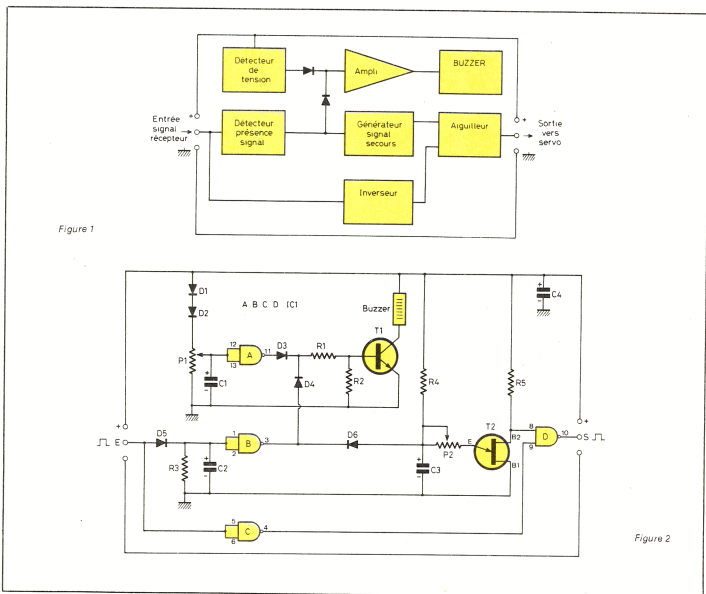 Détecteur
de
tension
Ampli
BUZZER
+
+
Entrée
signal
récepteur
Détecteur
présence
signal
Générateur
signal
secours
Aiguilleur
Sortie
vers
servo
Inverseur
Figure 1
D1
D2
A B C D IC1
Buzzer
C4
P1
12
13
A
11
D3
R1
T1
C1
R2
D4
R4
R5
+
+
E
D5
1
2
B
3
D6
P2
E
T2
B2
B1
8
9
D
10
S
R3
C2
C3
5
6
C
4
Figure 2